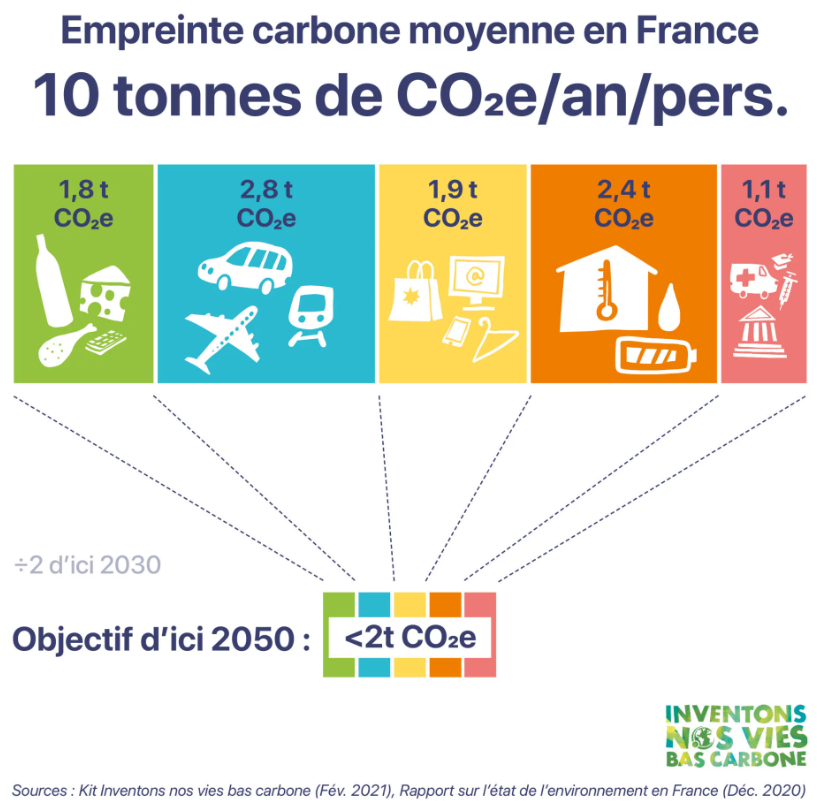 Empreinte carbone moyenne en France
10 tonnes de CO₂e/an/pers.
1,8 t
CO₂e
2,8 t
CO₂e
1,9 t
CO₂e
2,4 t
CO₂e
1,1 t
CO₂e
@
÷2 d’ici 2030
Objectif d’ici 2050 :
<2t CO₂e
INVENTONS
NOS VIES
BAS CARBONE
Sources : Kit Inventons nos vies bas carbone (Fév. 2021), Rapport sur l’état de l’environnement en France (Déc. 2020)